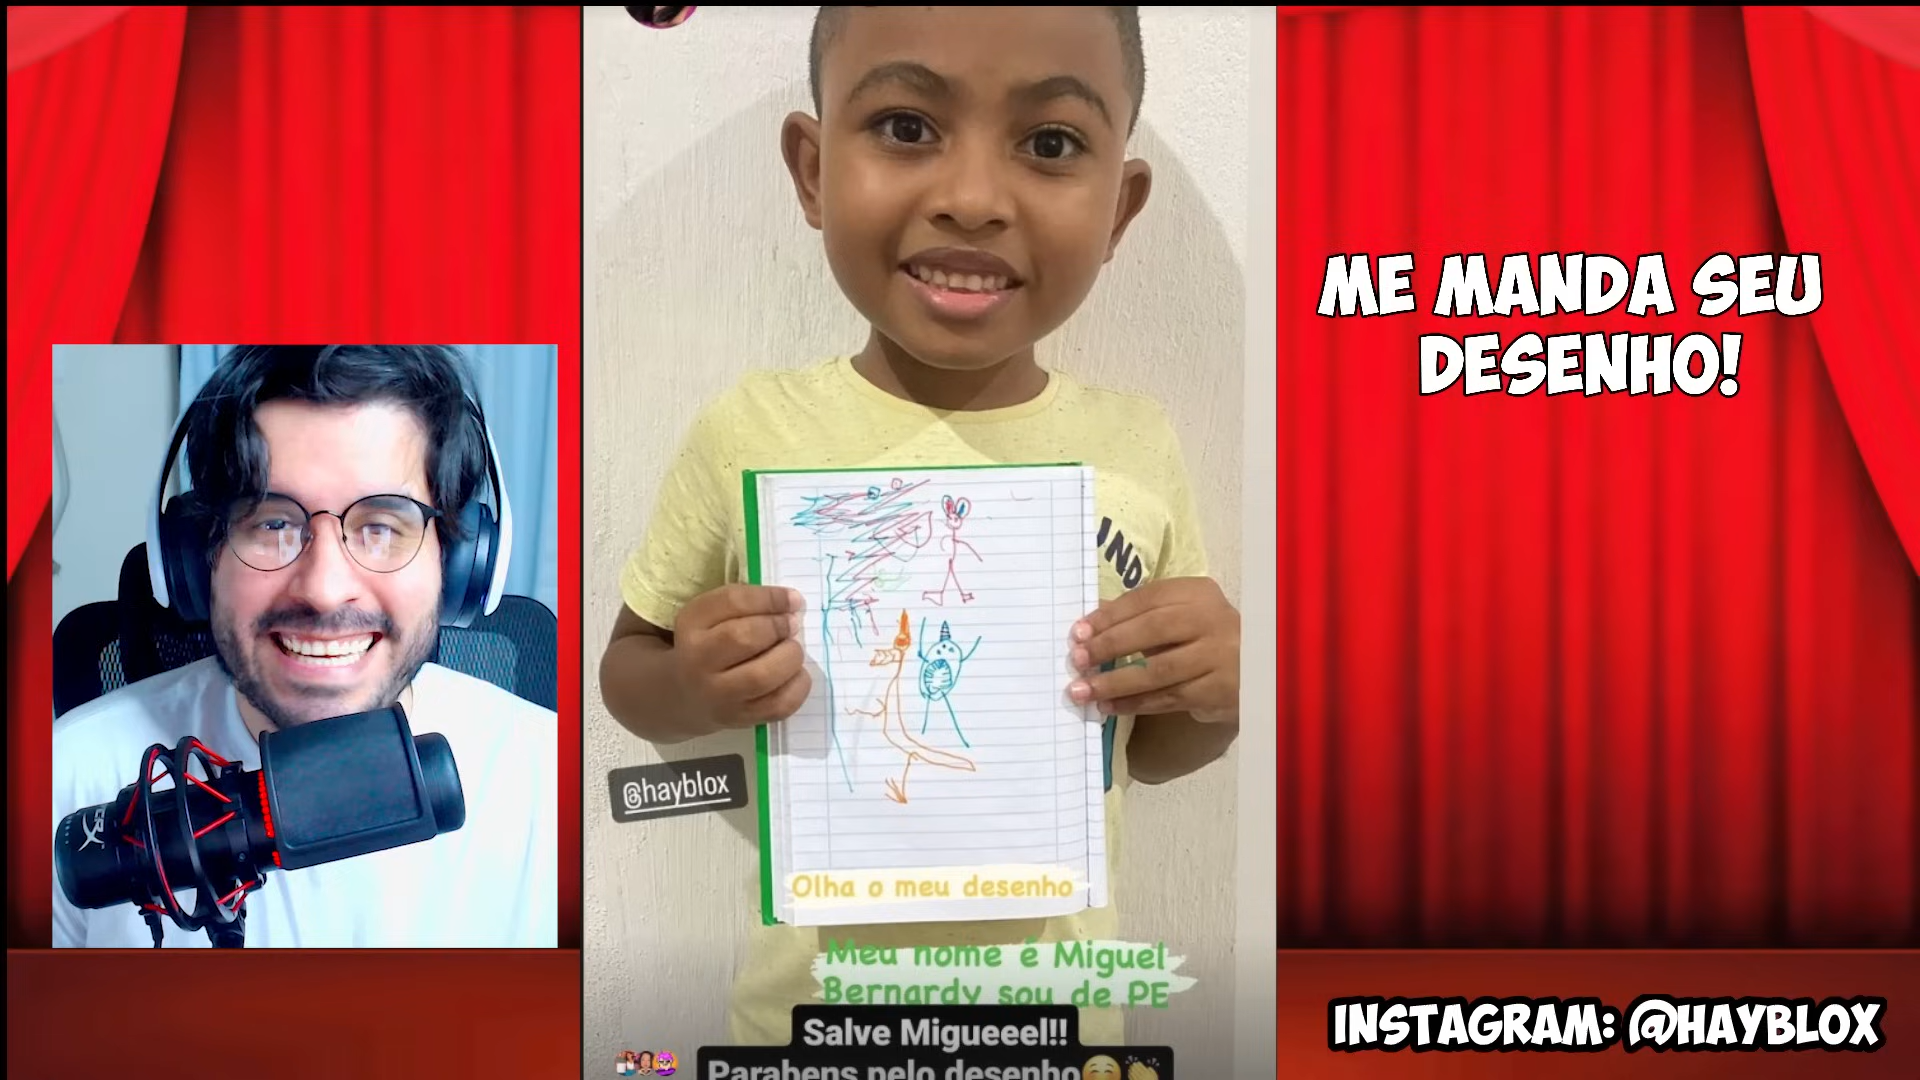 ME MANDA SEU
DESENHO!
@hayblox
Olha o meu desenho
Meu nome é Miguel
Bernardy sou de PE
Salve Migueeel!!
Parabens pelo desenho😊👏
INSTAGRAM: @HAYBLOX